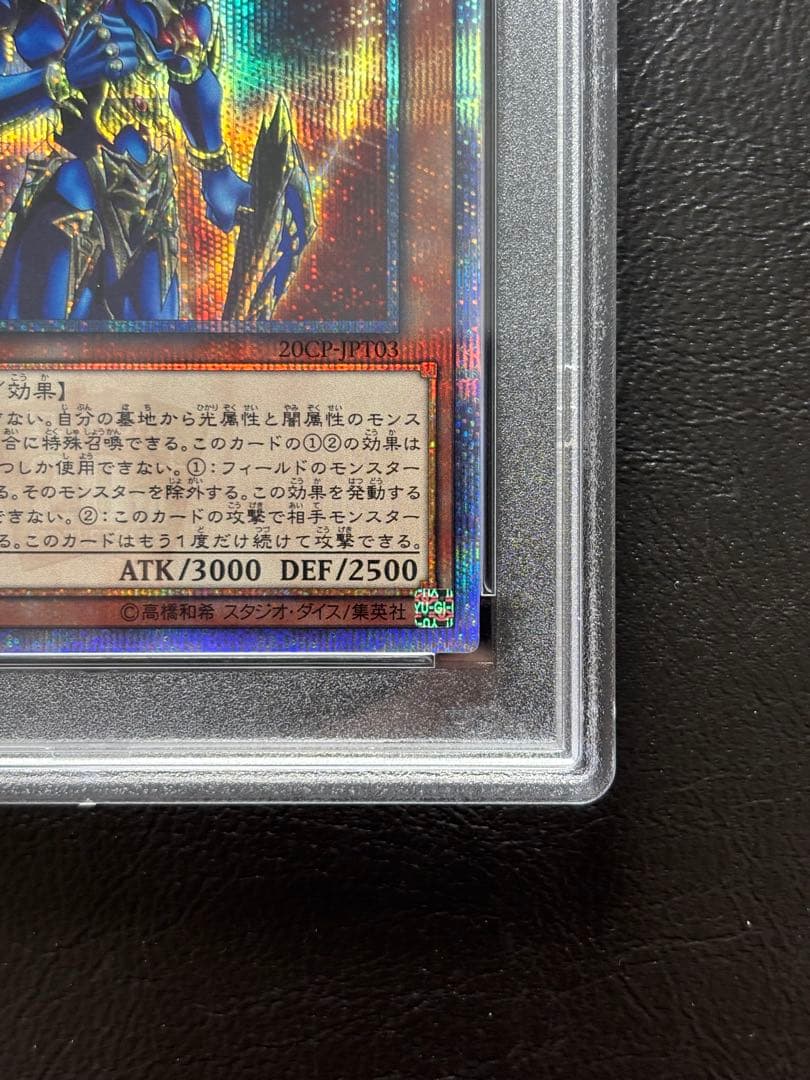 20CP-JPT03
/効果】
ない。自分の墓地から光属性と闇属性のモンス
合に特殊召喚できる。このカードの①②の効果は
つしか使用できない。①:フィールドのモンスター
る。そのモンスターを除外する。この効果を発動する
できない。②:このカードの攻撃で相手モンスター
る。このカードはもう1度だけ続けて攻撃できる。
ATK/3000 DEF/2500
©高橋和希 スタジオ・ダイス/集英社
YU-GI-